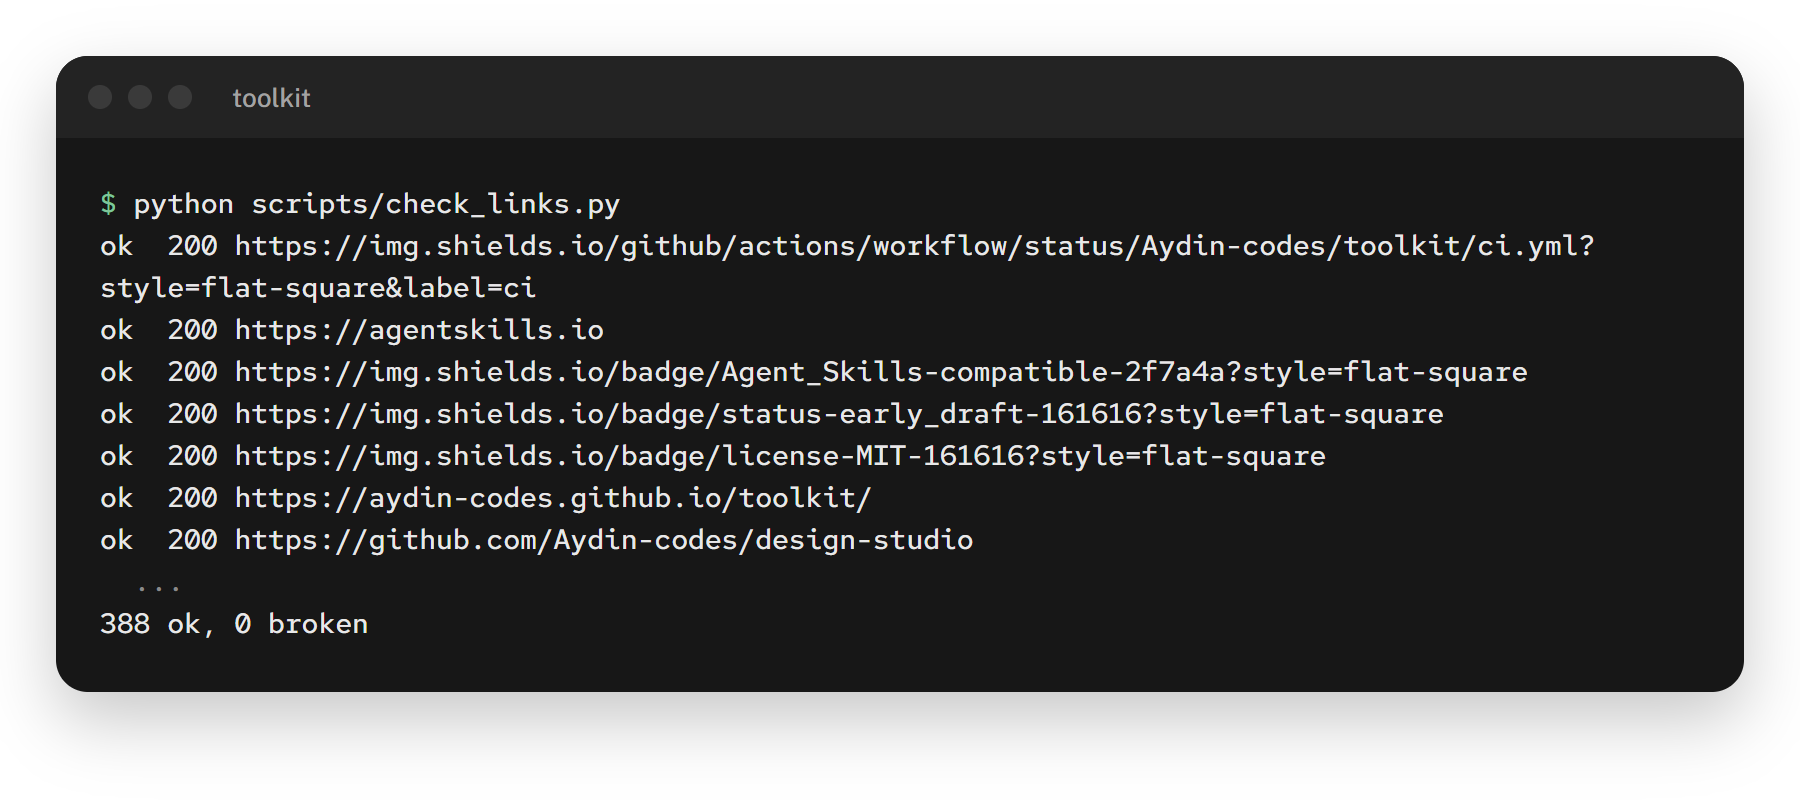 toolkit
$ python scripts/check_links.py
ok  200 https://img.shields.io/github/actions/workflow/status/Aydin-codes/toolkit/ci.yml?
style=flat-square&label=ci
ok  200 https://agentskills.io
ok  200 https://img.shields.io/badge/Agent_Skills-compatible-2f7a4a?style=flat-square
ok  200 https://img.shields.io/badge/status-early_draft-161616?style=flat-square
ok  200 https://img.shields.io/badge/license-MIT-161616?style=flat-square
ok  200 https://aydin-codes.github.io/toolkit/
ok  200 https://github.com/Aydin-codes/design-studio
  ...
388 ok, 0 broken